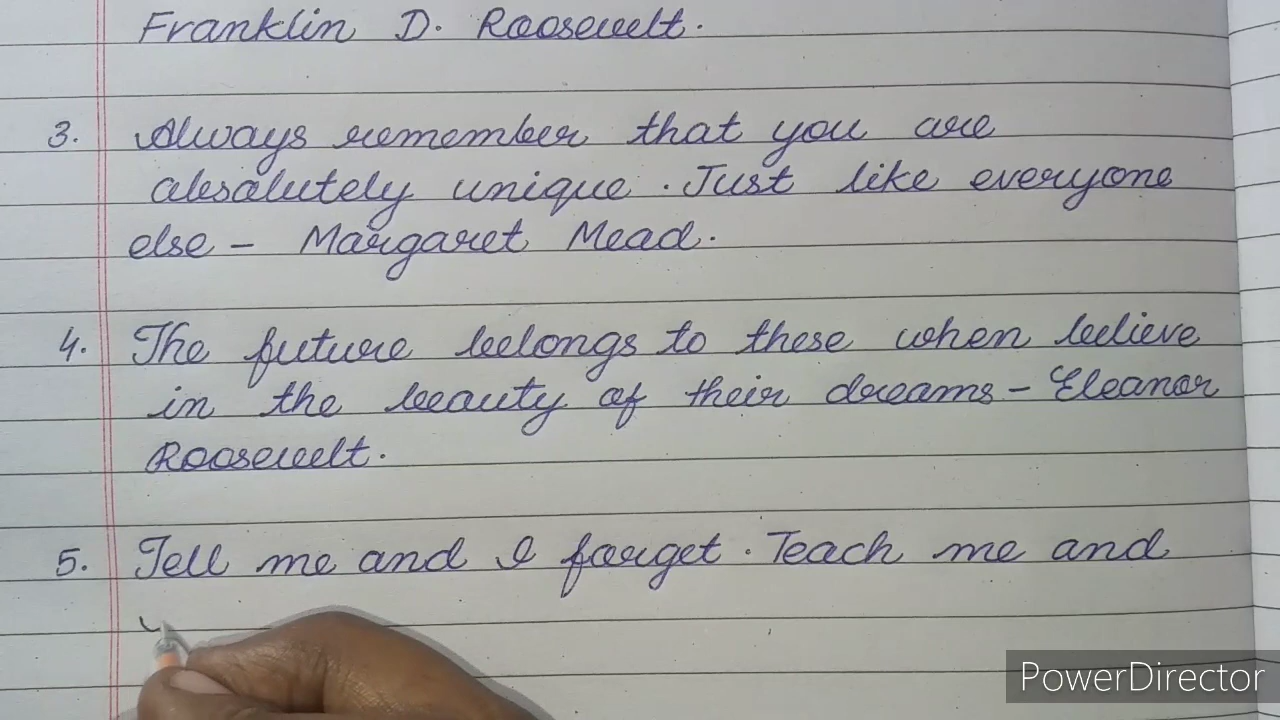 Franklin D. Roosevelt.
3. Always remember that you are
absolutely unique. Just like everyone
else - Margaret Mead.
4. The future belongs to these when believe
in the beauty of their dreams - Eleanor
Roosevelt.
5. Tell me and I forget. Teach me and
PowerDirector